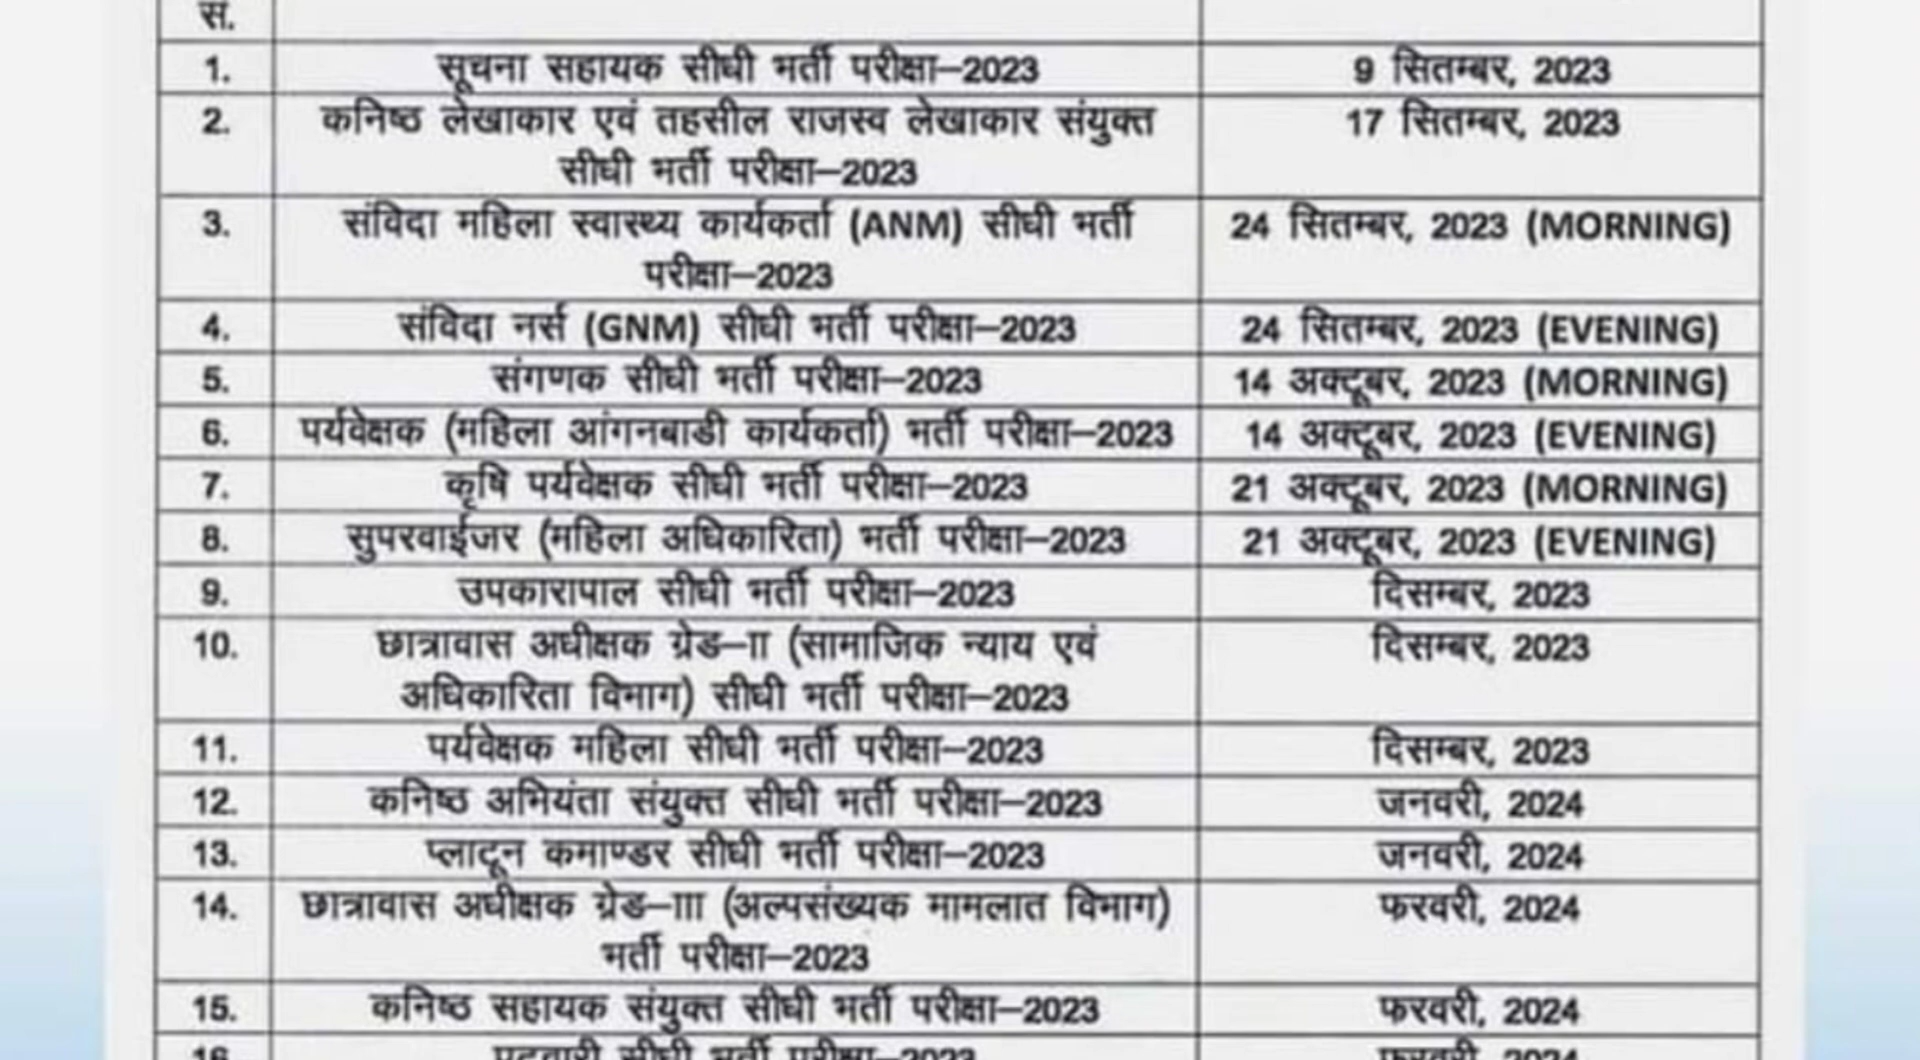 सं.
1. सूचना सहायक सीधी भर्ती परीक्षा–2023 9 सितम्बर, 2023
2. कनिष्ठ लेखाकार एवं तहसील राजस्व लेखाकार संयुक्त 17 सितम्बर, 2023
सीधी भर्ती परीक्षा–2023
3. संविदा महिला स्वास्थ्य कार्यकर्ता (ANM) सीधी भर्ती 24 सितम्बर, 2023 (MORNING)
परीक्षा–2023
4. संविदा नर्स (GNM) सीधी भर्ती परीक्षा–2023 24 सितम्बर, 2023 (EVENING)
5. संगणक सीधी भर्ती परीक्षा–2023 14 अक्टूबर, 2023 (MORNING)
6. पर्यवेक्षक (महिला आंगनबाडी कार्यकर्ता) भर्ती परीक्षा–2023 14 अक्टूबर, 2023 (EVENING)
7. कृषि पर्यवेक्षक सीधी भर्ती परीक्षा–2023 21 अक्टूबर, 2023 (MORNING)
8. सुपरवाईजर (महिला अधिकारिता) भर्ती परीक्षा–2023 21 अक्टूबर, 2023 (EVENING)
9. उपकारापाल सीधी भर्ती परीक्षा–2023 दिसम्बर, 2023
10. छात्रावास अधीक्षक ग्रेड–II (सामाजिक न्याय एवं दिसम्बर, 2023
अधिकारिता विभाग) सीधी भर्ती परीक्षा–2023
11. पर्यवेक्षक महिला सीधी भर्ती परीक्षा–2023 दिसम्बर, 2023
12. कनिष्ठ अभियंता संयुक्त सीधी भर्ती परीक्षा–2023 जनवरी, 2024
13. प्लाटून कमाण्डर सीधी भर्ती परीक्षा–2023 जनवरी, 2024
14. छात्रावास अधीक्षक ग्रेड–III (अल्पसंख्यक मामलात विभाग) फरवरी, 2024
भर्ती परीक्षा–2023
15. कनिष्ठ सहायक संयुक्त सीधी भर्ती परीक्षा–2023 फरवरी, 2024
16. पटवारी सीधी भर्ती परीक्षा–2023 फरवरी, 2024